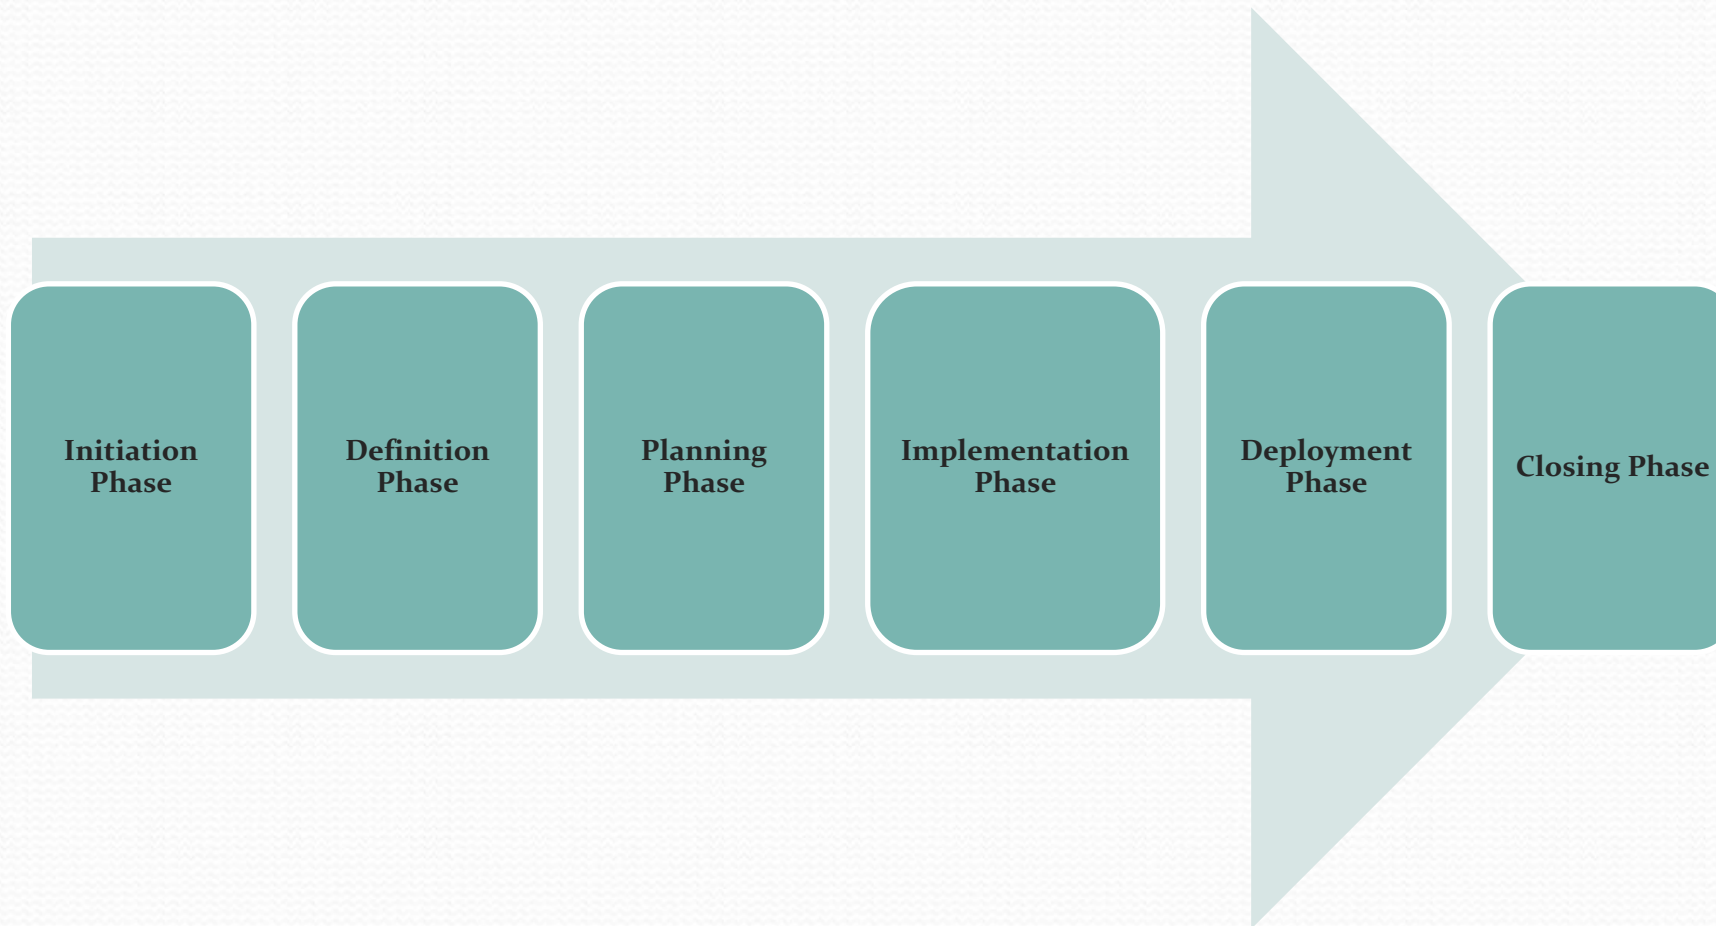 Initiation
Phase
Definition
Phase
Planning
Phase
Implementation
Phase
Deployment
Phase
Closing Phase